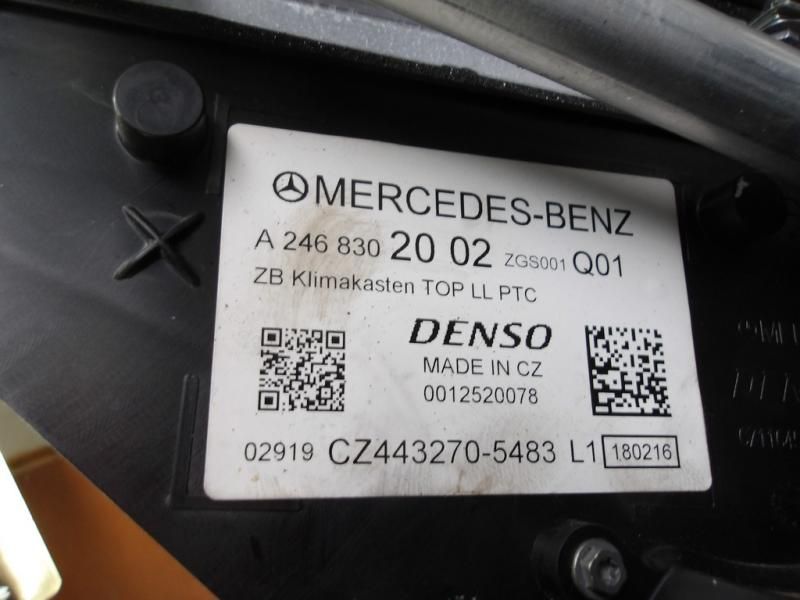 MERCEDES-BENZ
A 246 830 20 02 ZGS001 Q01
ZB Klimakasten TOP LL PTC
DENSO
MADE IN CZ
0012520078
02919 CZ443270-5483 L1 180216